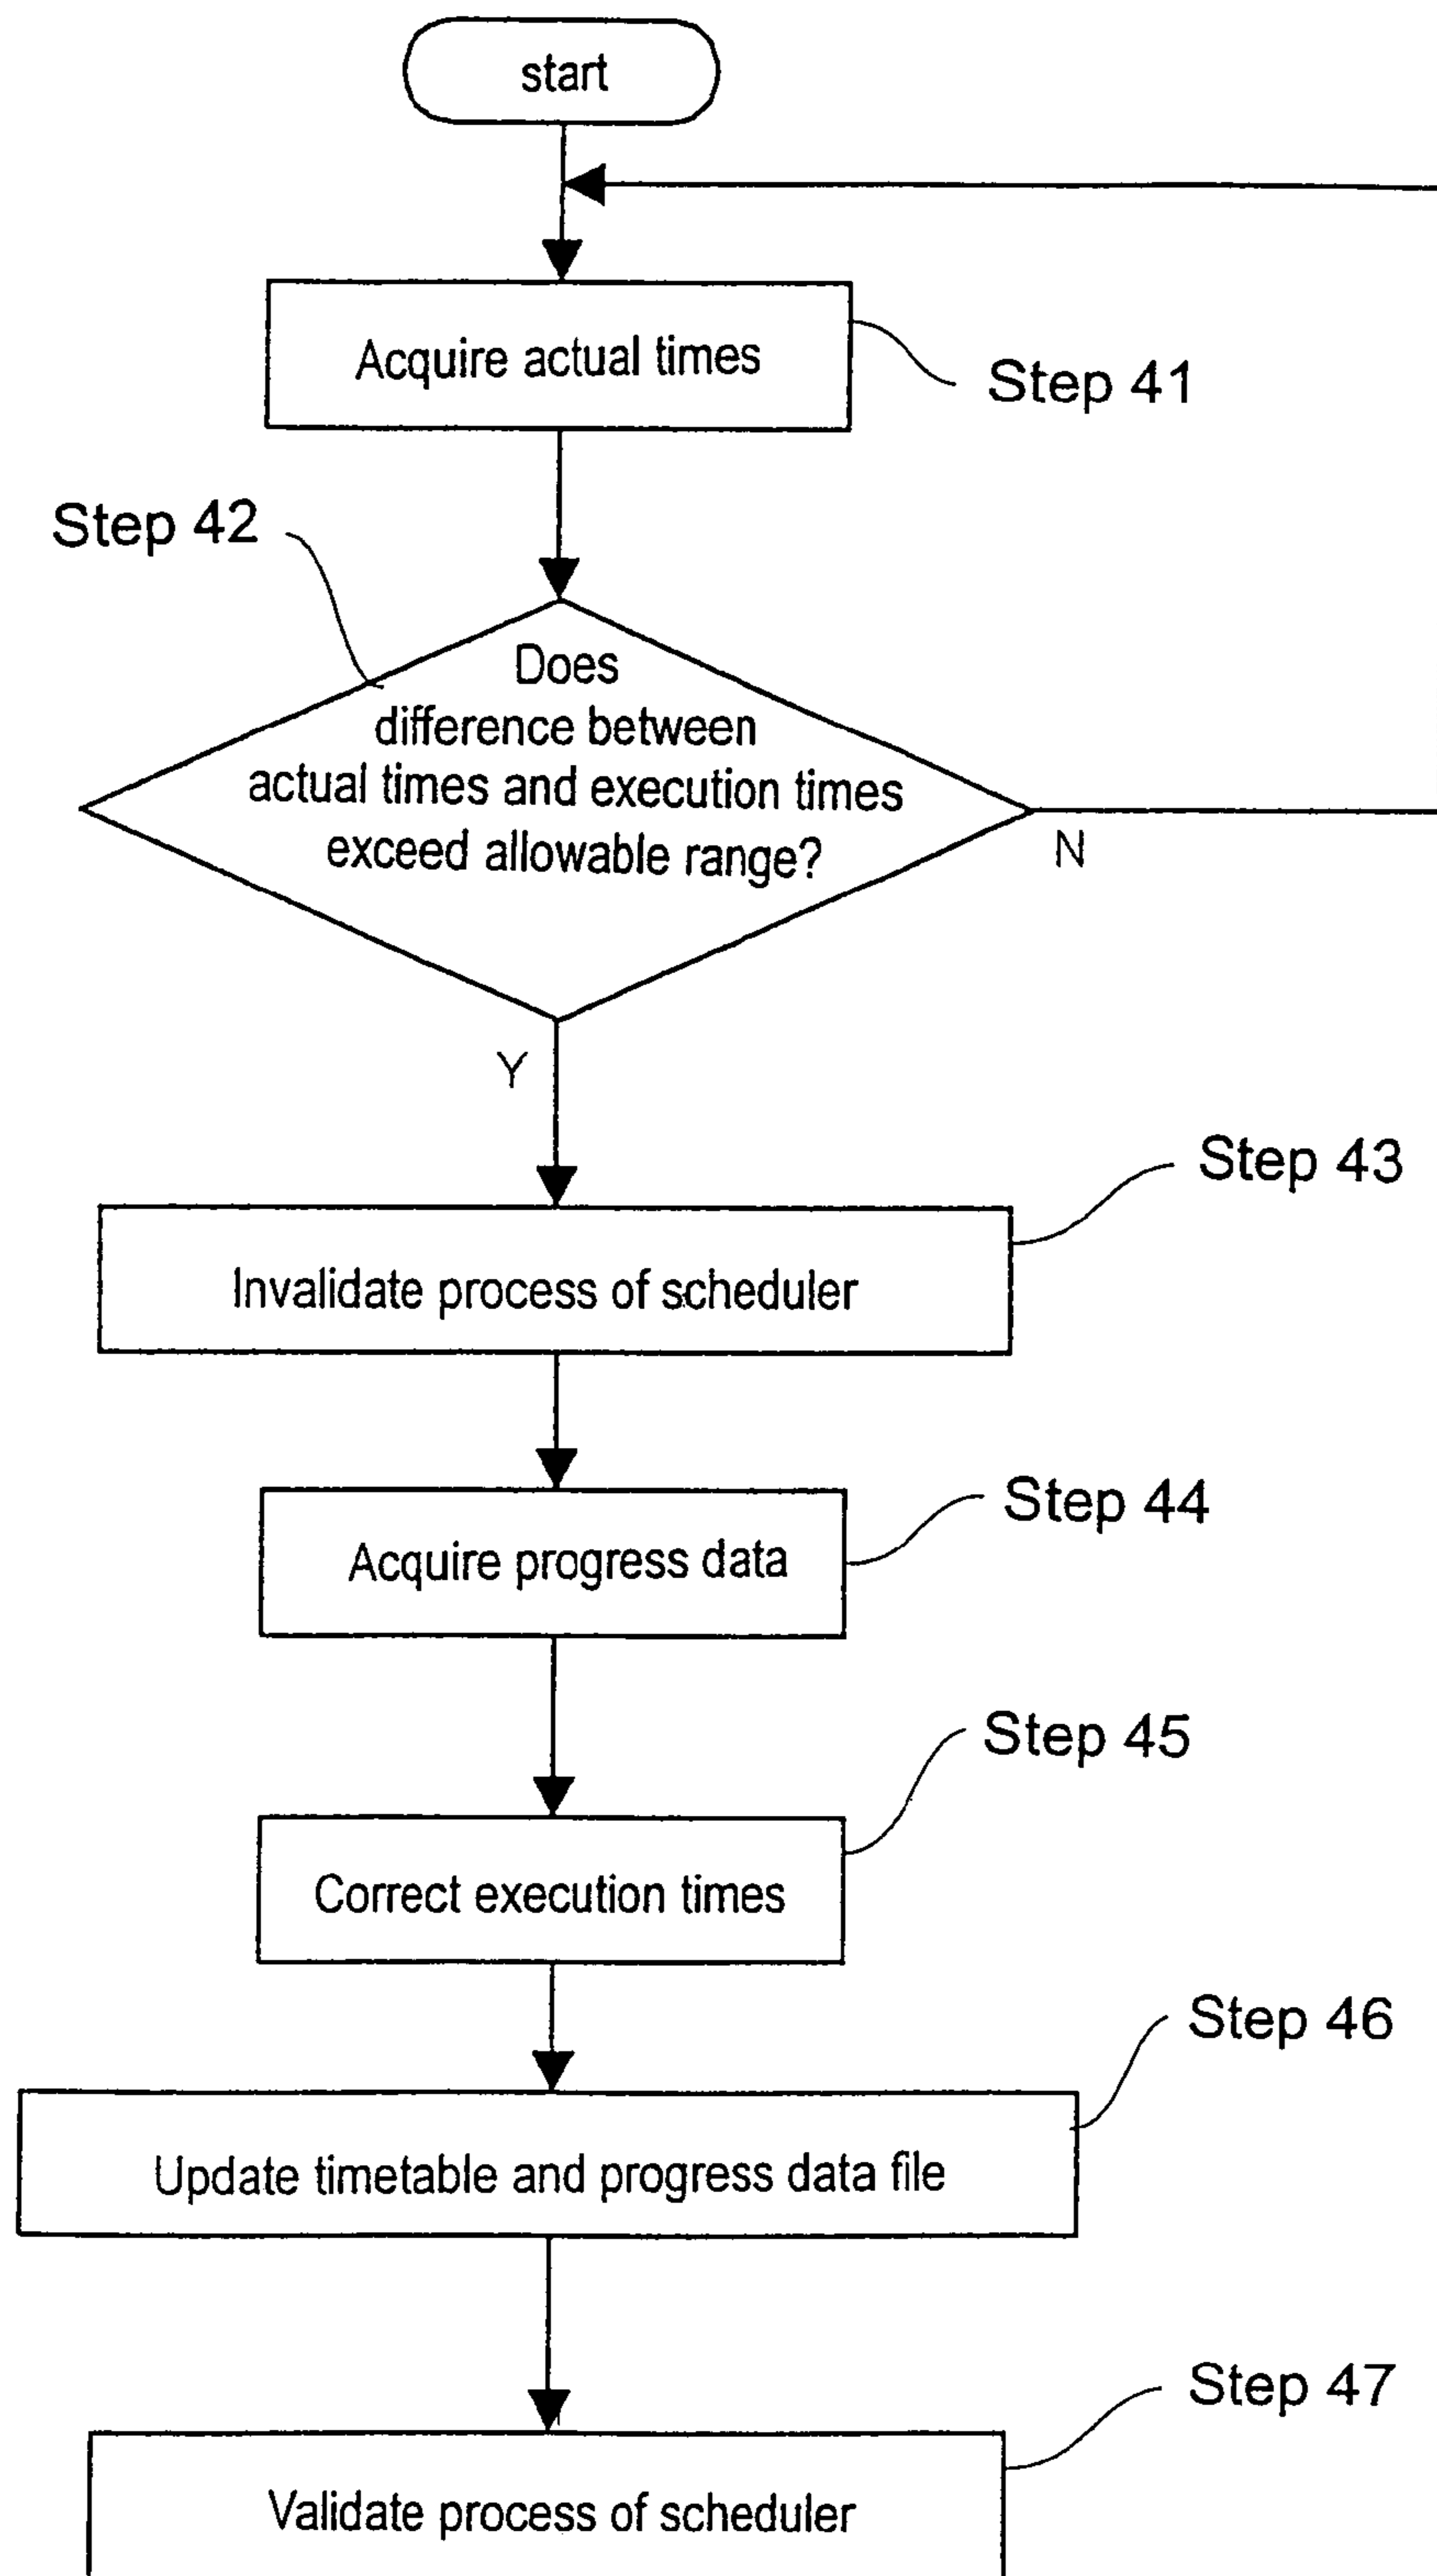 start
Acquire actual times
Step 41
Step 42
Does
difference between
actual times and execution times
exceed allowable range?
N
Y
Step 43
Invalidate process of scheduler
Step 44
Acquire progress data
Step 45
Correct execution times
Step 46
Update timetable and progress data file
Step 47
Validate process of scheduler